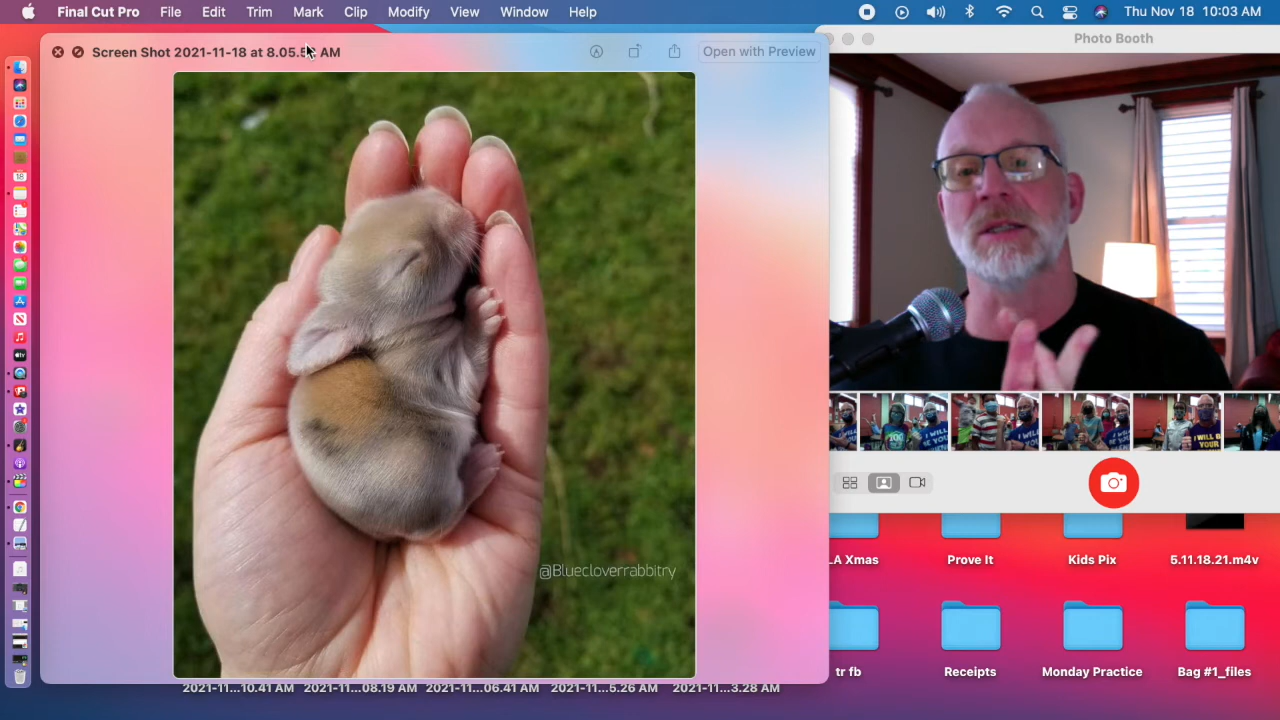 Final Cut Pro File Edit Trim Mark Clip Modify View Window Help Thu Nov 18 10:03 AM
Screen Shot 2021-11-18 at 8.05.5 AM Open with Preview
Photo Booth
@Bluecloverrabbitry
A Xmas Prove It Kids Pix 5.11.18.21.m4v
tr fb Receipts Monday Practice Bag #1_files
2021-11...10.41 AM 2021-11...08.19 AM 2021-11...06.41 AM 2021-11...5.26 AM 2021-11...3.28 AM